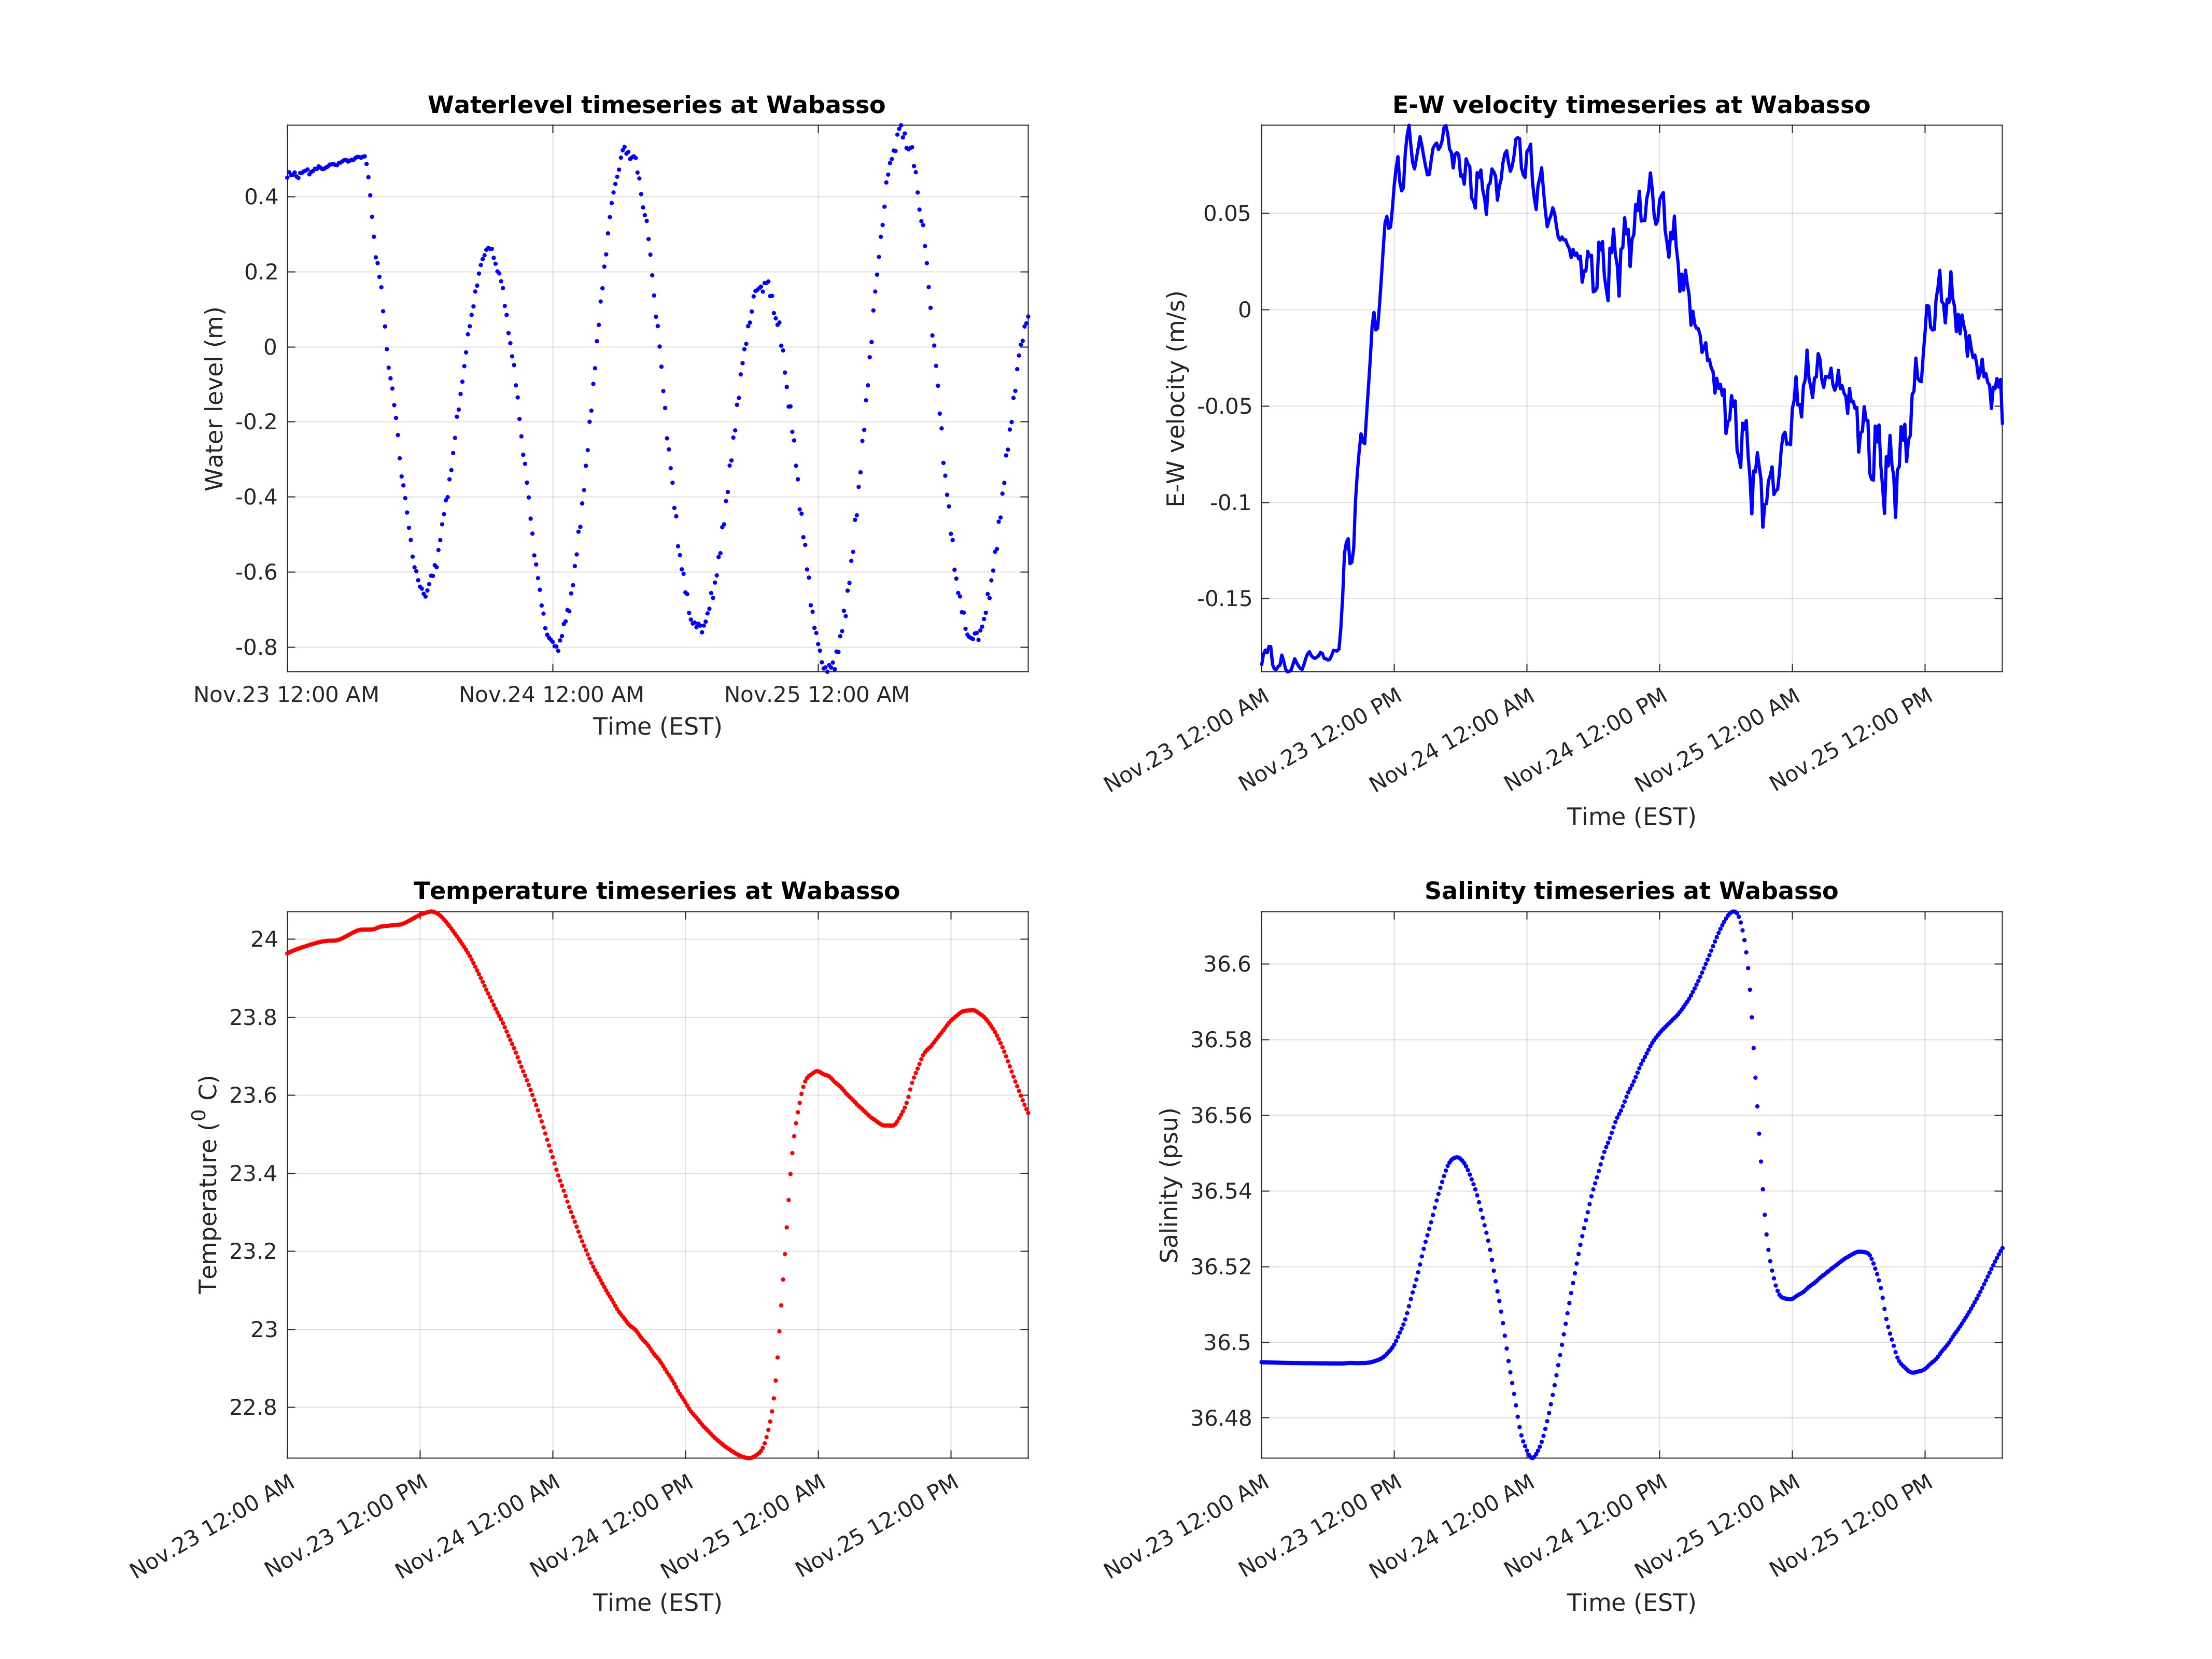 Waterlevel timeseries at Wabasso
0.4
0.2
0
-0.2
-0.4
-0.6
-0.8
Water level (m)
Nov.23 12:00 AM
Nov.24 12:00 AM
Nov.25 12:00 AM
Time (EST)
E-W velocity timeseries at Wabasso
0.05
0
-0.05
-0.1
-0.15
E-W velocity (m/s)
Nov.23 12:00 AM
Nov.23 12:00 PM
Nov.24 12:00 AM
Nov.24 12:00 PM
Nov.25 12:00 AM
Nov.25 12:00 PM
Time (EST)
Temperature timeseries at Wabasso
24
23.8
23.6
23.4
23.2
23
22.8
Temperature (⁰ C)
Nov.23 12:00 AM
Nov.23 12:00 PM
Nov.24 12:00 AM
Nov.24 12:00 PM
Nov.25 12:00 AM
Nov.25 12:00 PM
Time (EST)
Salinity timeseries at Wabasso
36.6
36.58
36.56
36.54
36.52
36.5
36.48
Salinity (psu)
Nov.23 12:00 AM
Nov.23 12:00 PM
Nov.24 12:00 AM
Nov.24 12:00 PM
Nov.25 12:00 AM
Nov.25 12:00 PM
Time (EST)